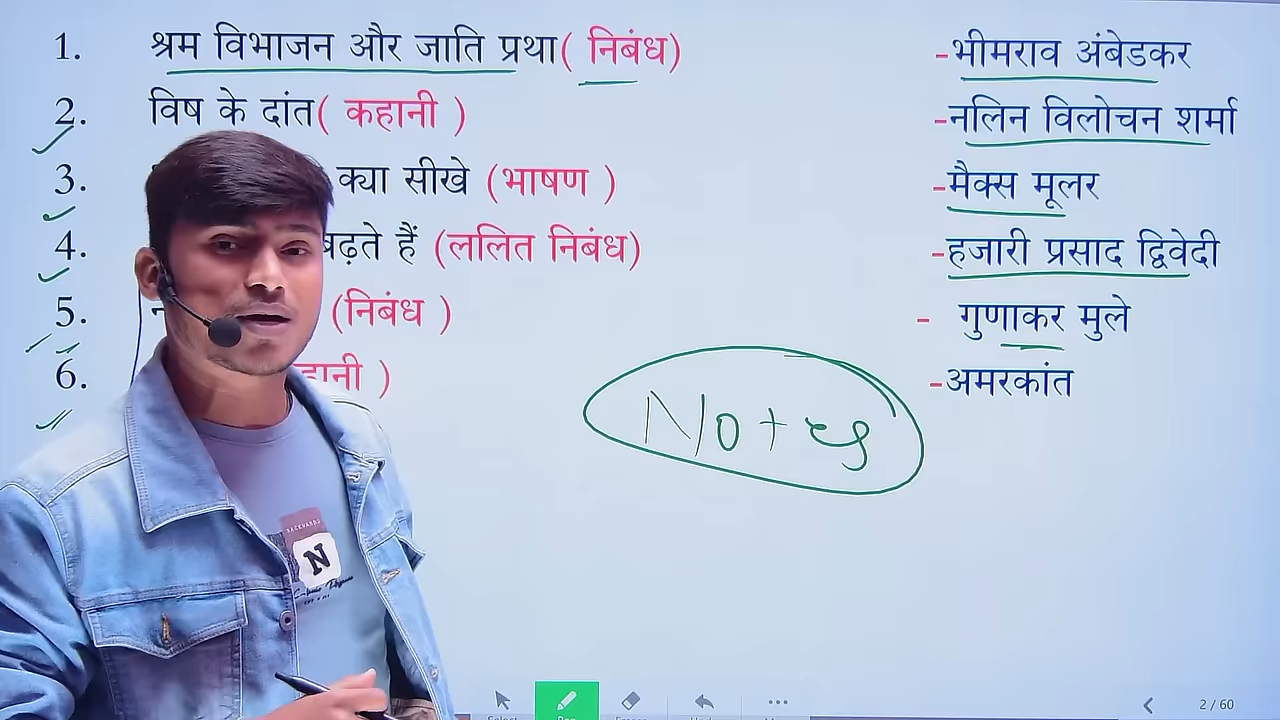 1. श्रम विभाजन और जाति प्रथा( निबंध) -भीमराव अंबेडकर
2. विष के दांत( कहानी ) -नलिन विलोचन शर्मा
3. क्या सीखे (भाषण ) -मैक्स मूलर
4. बढ़ते हैं (ललित निबंध) -हजारी प्रसाद द्विवेदी
5. (निबंध ) - गुणाकर मुले
6. ) -अमरकांत
Notes
N
2 / 60